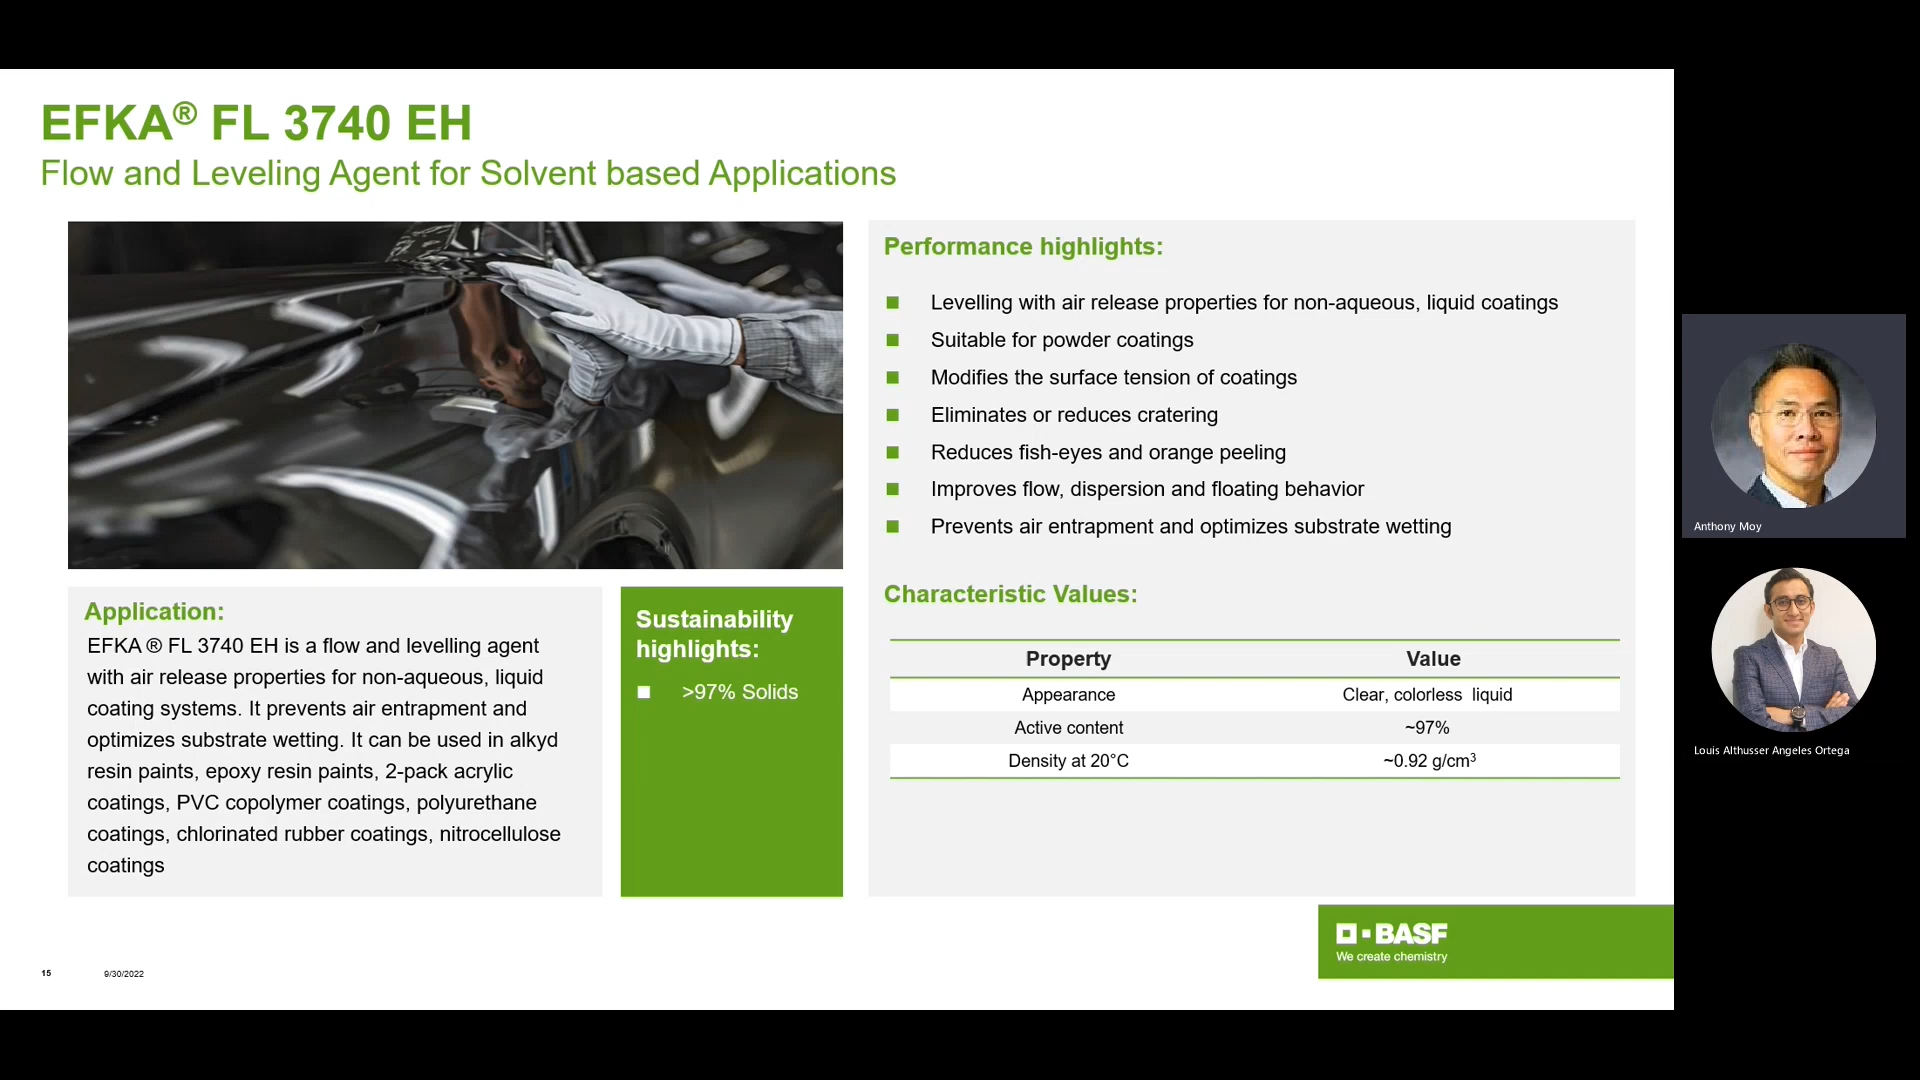 EFKA® FL 3740 EH
Flow and Leveling Agent for Solvent based Applications
Application:
EFKA ® FL 3740 EH is a flow and levelling agent
with air release properties for non-aqueous, liquid
coating systems. It prevents air entrapment and
optimizes substrate wetting. It can be used in alkyd
resin paints, epoxy resin paints, 2-pack acrylic
coatings, PVC copolymer coatings, polyurethane
coatings, chlorinated rubber coatings, nitrocellulose
coatings
Sustainability
highlights:
>97% Solids
Performance highlights:
Levelling with air release properties for non-aqueous, liquid coatings
Suitable for powder coatings
Modifies the surface tension of coatings
Eliminates or reduces cratering
Reduces fish-eyes and orange peeling
Improves flow, dispersion and floating behavior
Prevents air entrapment and optimizes substrate wetting
Characteristic Values:
Property Value
Appearance Clear, colorless liquid
Active content ~97%
Density at 20°C ~0.92 g/cm³
BASF
We create chemistry
15 9/30/2022
Anthony Moy
Louis Althusser Angeles Ortega